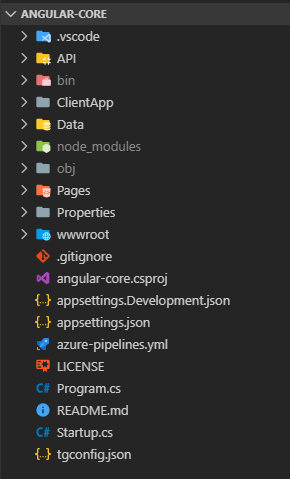 ANGULAR-CORE
.vscode
API
bin
ClientApp
Data
node_modules
obj
Pages
Properties
wwwroot
.gitignore
angular-core.csproj
{..} appsettings.Development.json
{..} appsettings.json
azure-pipelines.yml
LICENSE
C# Program.cs
README.md
C# Startup.cs
{..} tgconfig.json